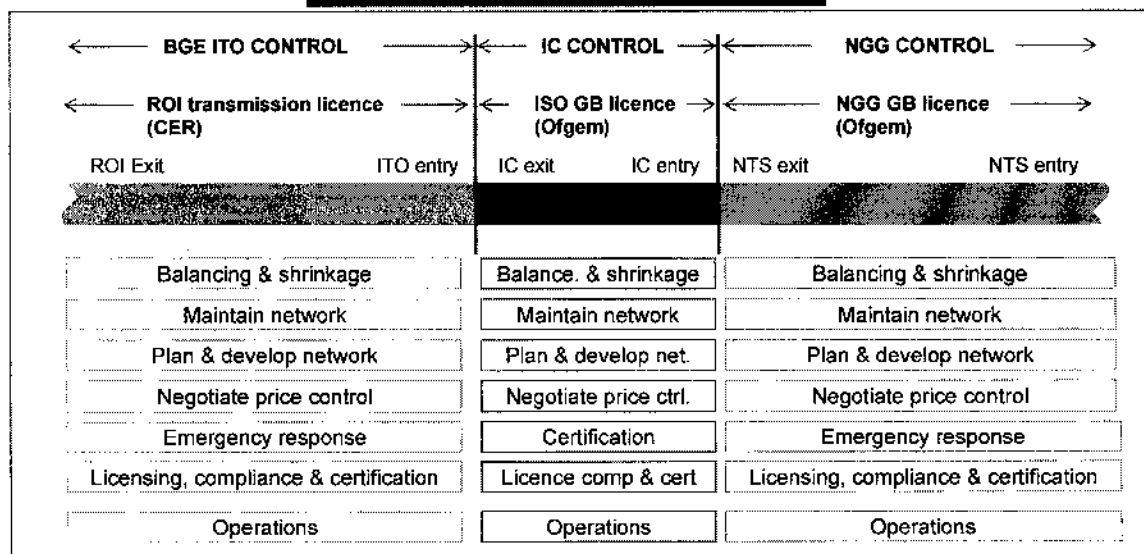 BGE ITO CONTROL IC CONTROL NGG CONTROL
ROI transmission licence ISO GB licence NGG GB licence
(CER) (Ofgem) (Ofgem)
ROI Exit ITO entry IC exit IC entry NTS exit NTS entry
Balancing & shrinkage Balance. & shrinkage Balancing & shrinkage
Maintain network Maintain network Maintain network
Plan & develop network Plan & develop net. Plan & develop network
Negotiate price control Negotiate price ctrl. Negotiate price control
Emergency response Certification Emergency response
Licensing, compliance & certification Licence comp & cert Licensing, compliance & certification
Operations Operations Operations